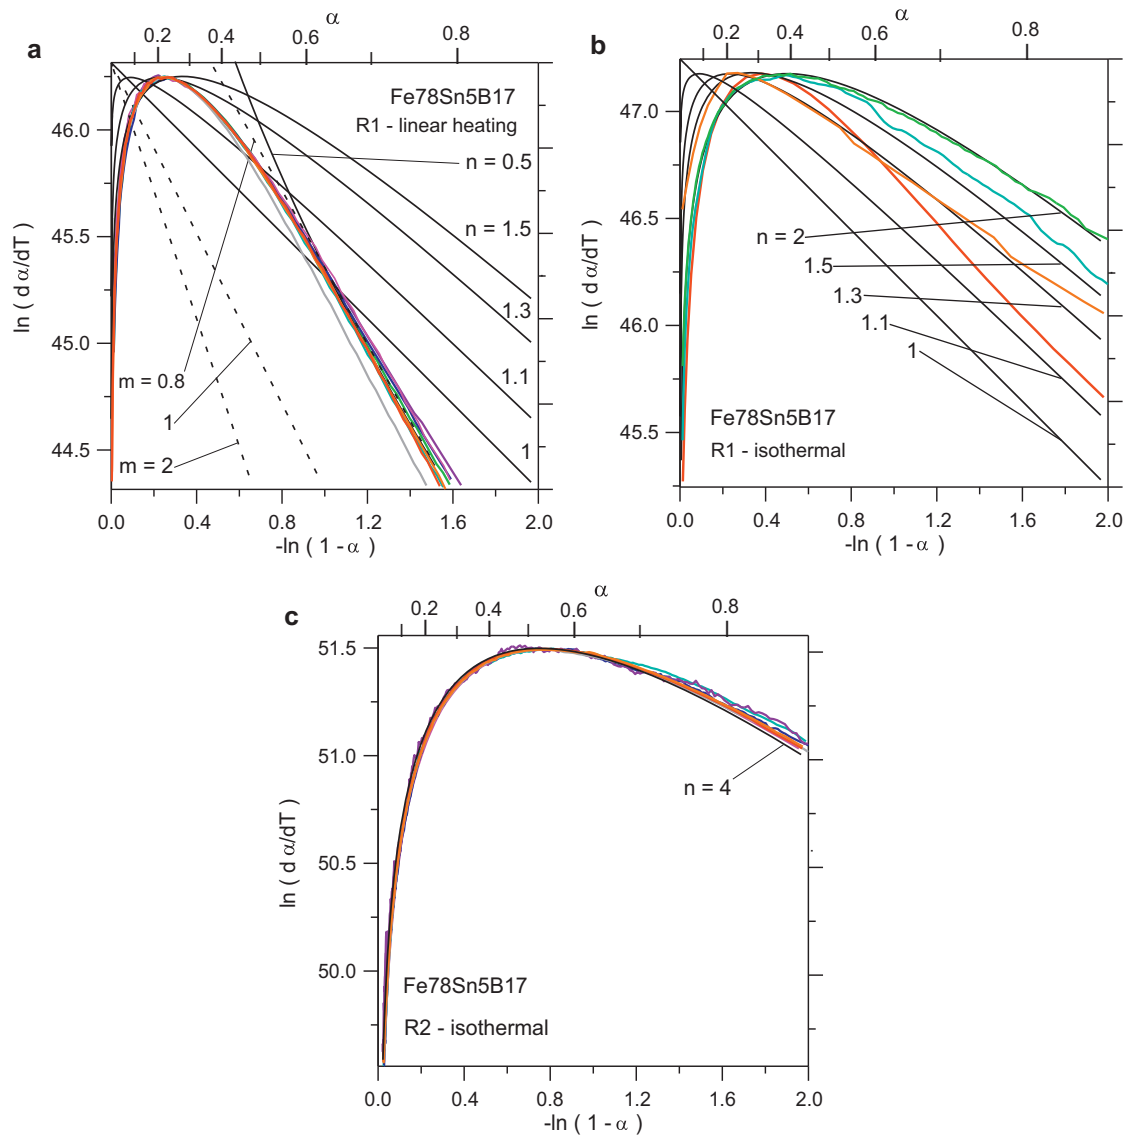 α
a
0.2 0.4 0.6 0.8
Fe78Sn5B17
R1 - linear heating
n = 0.5
n = 1.5
1.3
1.1
1
m = 0.8
1
m = 2
46.0
45.5
45.0
44.5
ln ( d α/dT )
0.0 0.4 0.8 1.2 1.6 2.0
-ln ( 1 - α )
α
b
0.2 0.4 0.6 0.8
47.0
46.5
46.0
45.5
ln ( d α/dT )
n = 2
1.5
1.3
1.1
1
Fe78Sn5B17
R1 - isothermal
0.0 0.4 0.8 1.2 1.6 2.0
-ln ( 1 - α )
α
c
0.2 0.4 0.6 0.8
51.5
51.0
50.5
50.0
ln ( d α/dT )
n = 4
Fe78Sn5B17
R2 - isothermal
0.0 0.4 0.8 1.2 1.6 2.0
-ln ( 1 - α )